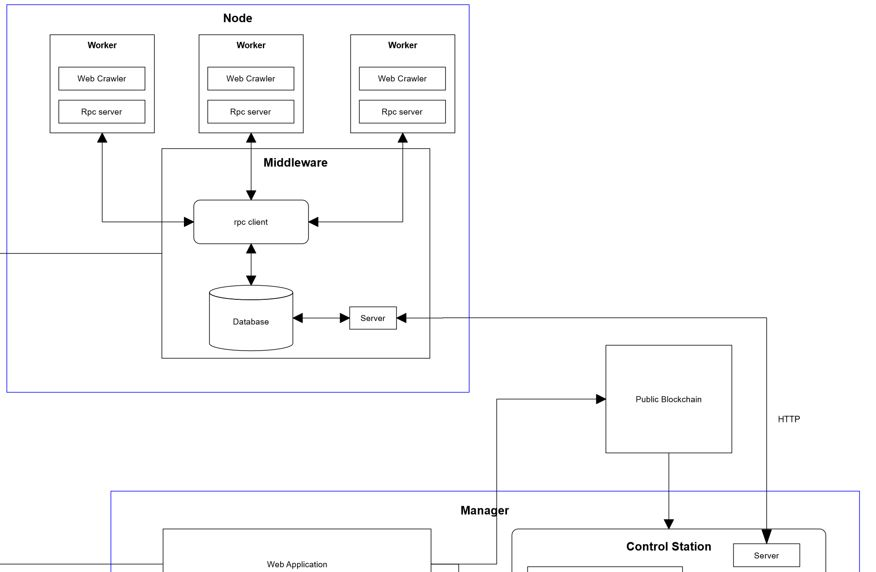 Node
Worker
Worker
Worker
Web Crawler
Web Crawler
Web Crawler
Rpc server
Rpc server
Rpc server
Middleware
rpc client
Database
Server
Public Blockchain
HTTP
Manager
Control Station
Server
Web Application